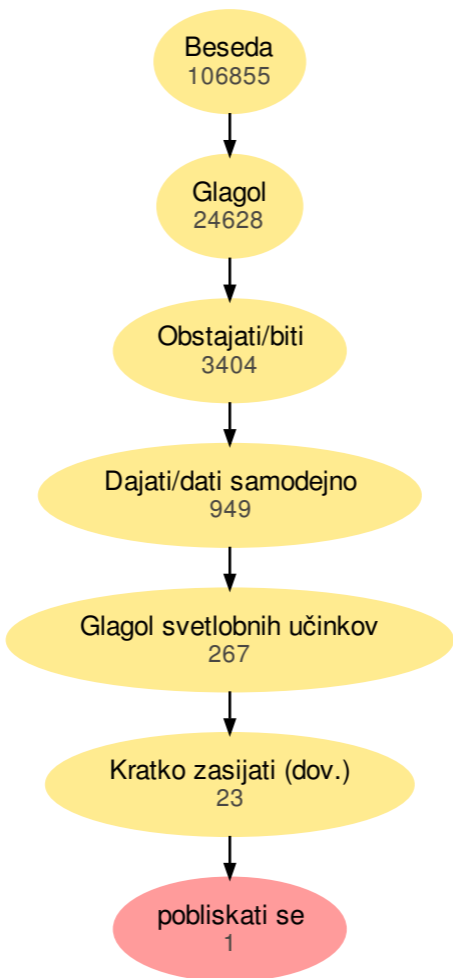 Beseda
106855
Glagol
24628
Obstajati/biti
3404
Dajati/dati samodejno
949
Glagol svetlobnih učinkov
267
Kratko zasijati (dov.)
23
pobliskati se
1